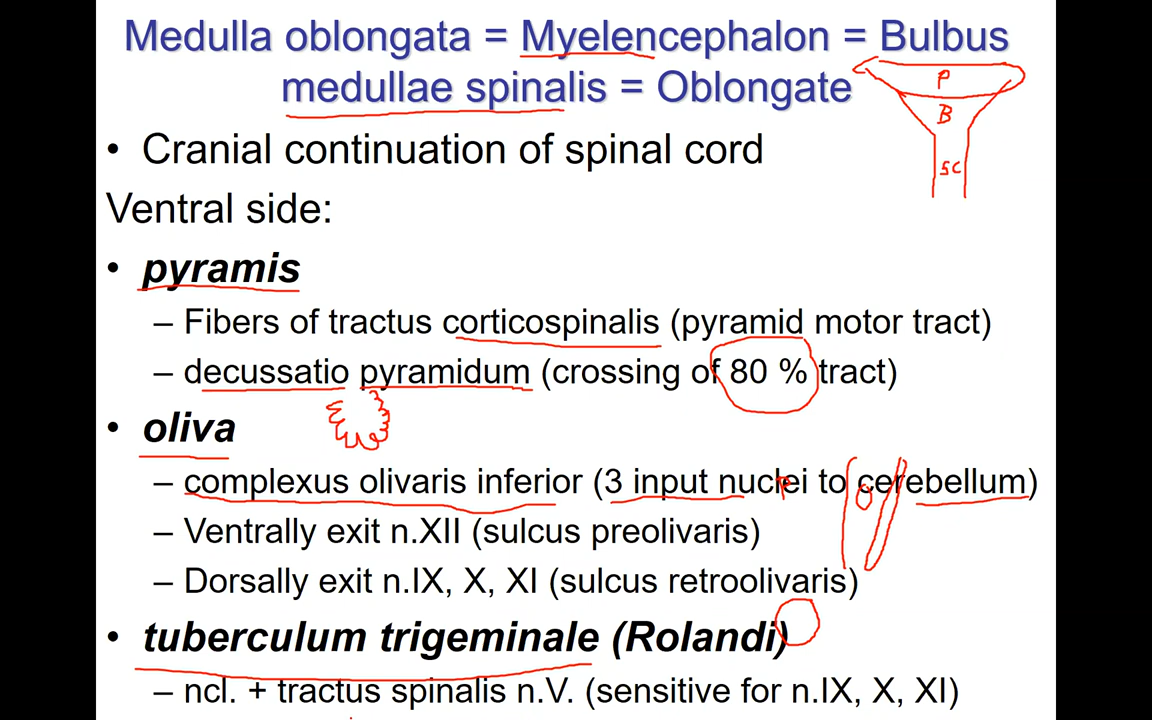 Medulla oblongata = Myelencephalon = Bulbus
medullae spinalis = Oblongate
P
B
SC
• Cranial continuation of spinal cord
Ventral side:
• pyramis
– Fibers of tractus corticospinalis (pyramid motor tract)
– decussatio pyramidum (crossing of 80 % tract)
• oliva
– complexus olivaris inferior (3 input nuclei to cerebellum)
– Ventrally exit n.XII (sulcus preolivaris)
– Dorsally exit n.IX, X, XI (sulcus retroolivaris)
• tuberculum trigeminale (Rolandi)
– ncl. + tractus spinalis n.V. (sensitive for n.IX, X, XI)